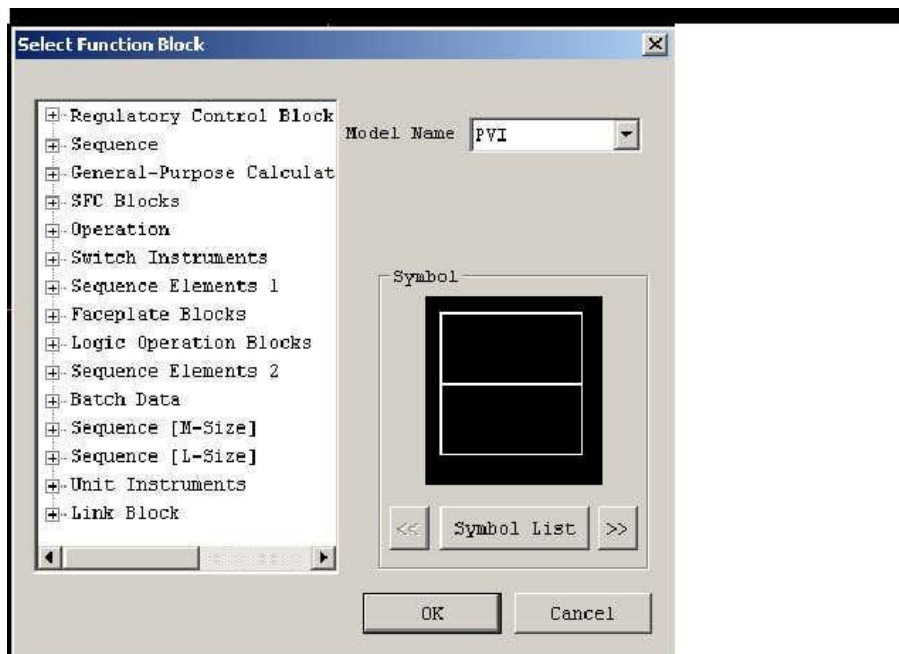 Select Function Block
Regulatory Control Block
Sequence
General-Purpose Calculat
SFC Blocks
Operation
Switch Instruments
Sequence Elements 1
Faceplate Blocks
Logic Operation Blocks
Sequence Elements 2
Batch Data
Sequence [M-Size]
Sequence [L-Size]
Unit Instruments
Link Block
Model Name PVI
Symbol
<< Symbol List >>
OK Cancel